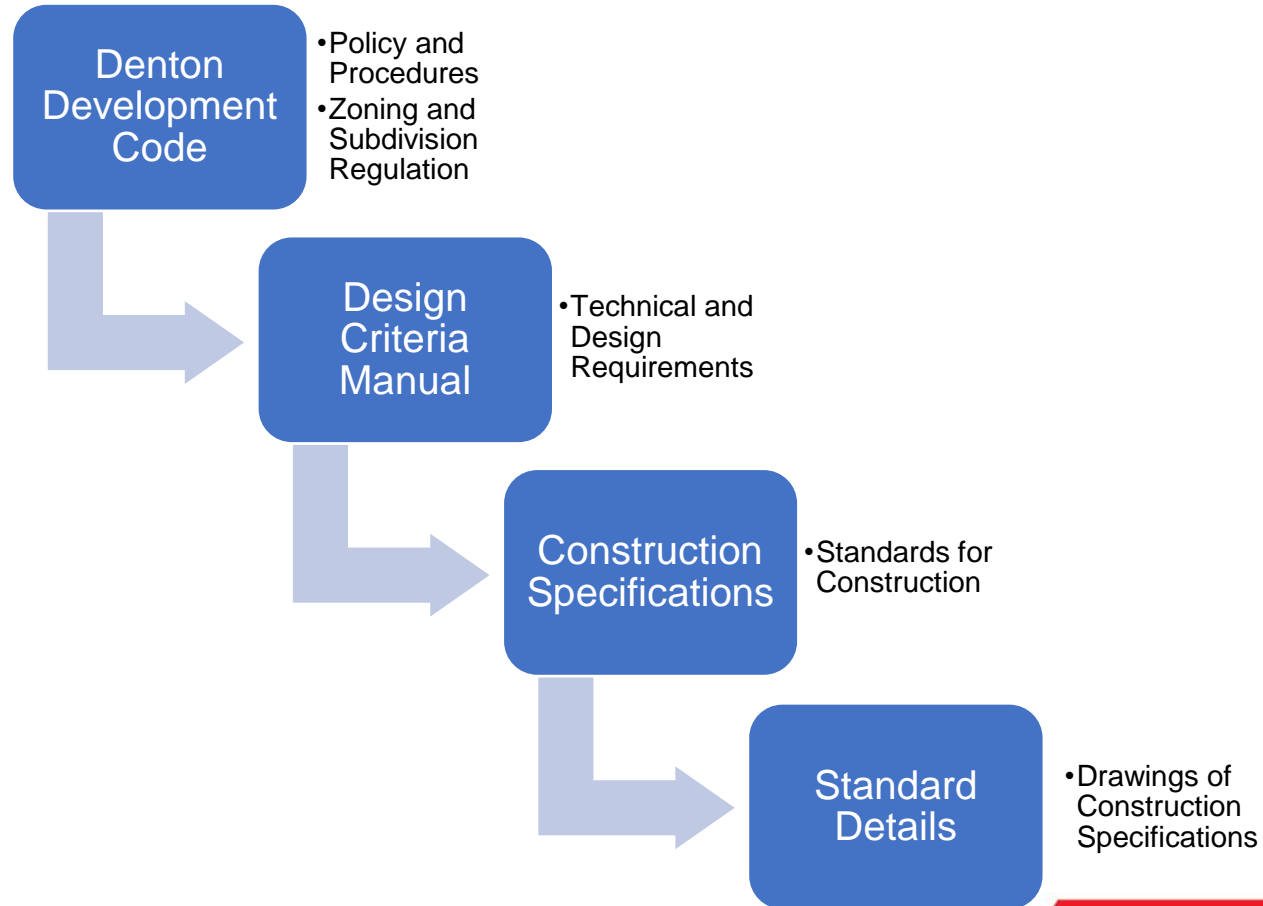 Denton
Development
Code
•Policy and
Procedures
•Zoning and
Subdivision
Regulation
Design
Criteria
Manual
•Technical and
Design
Requirements
Construction
Specifications
•Standards for
Construction
Standard
Details
•Drawings of
Construction
Specifications